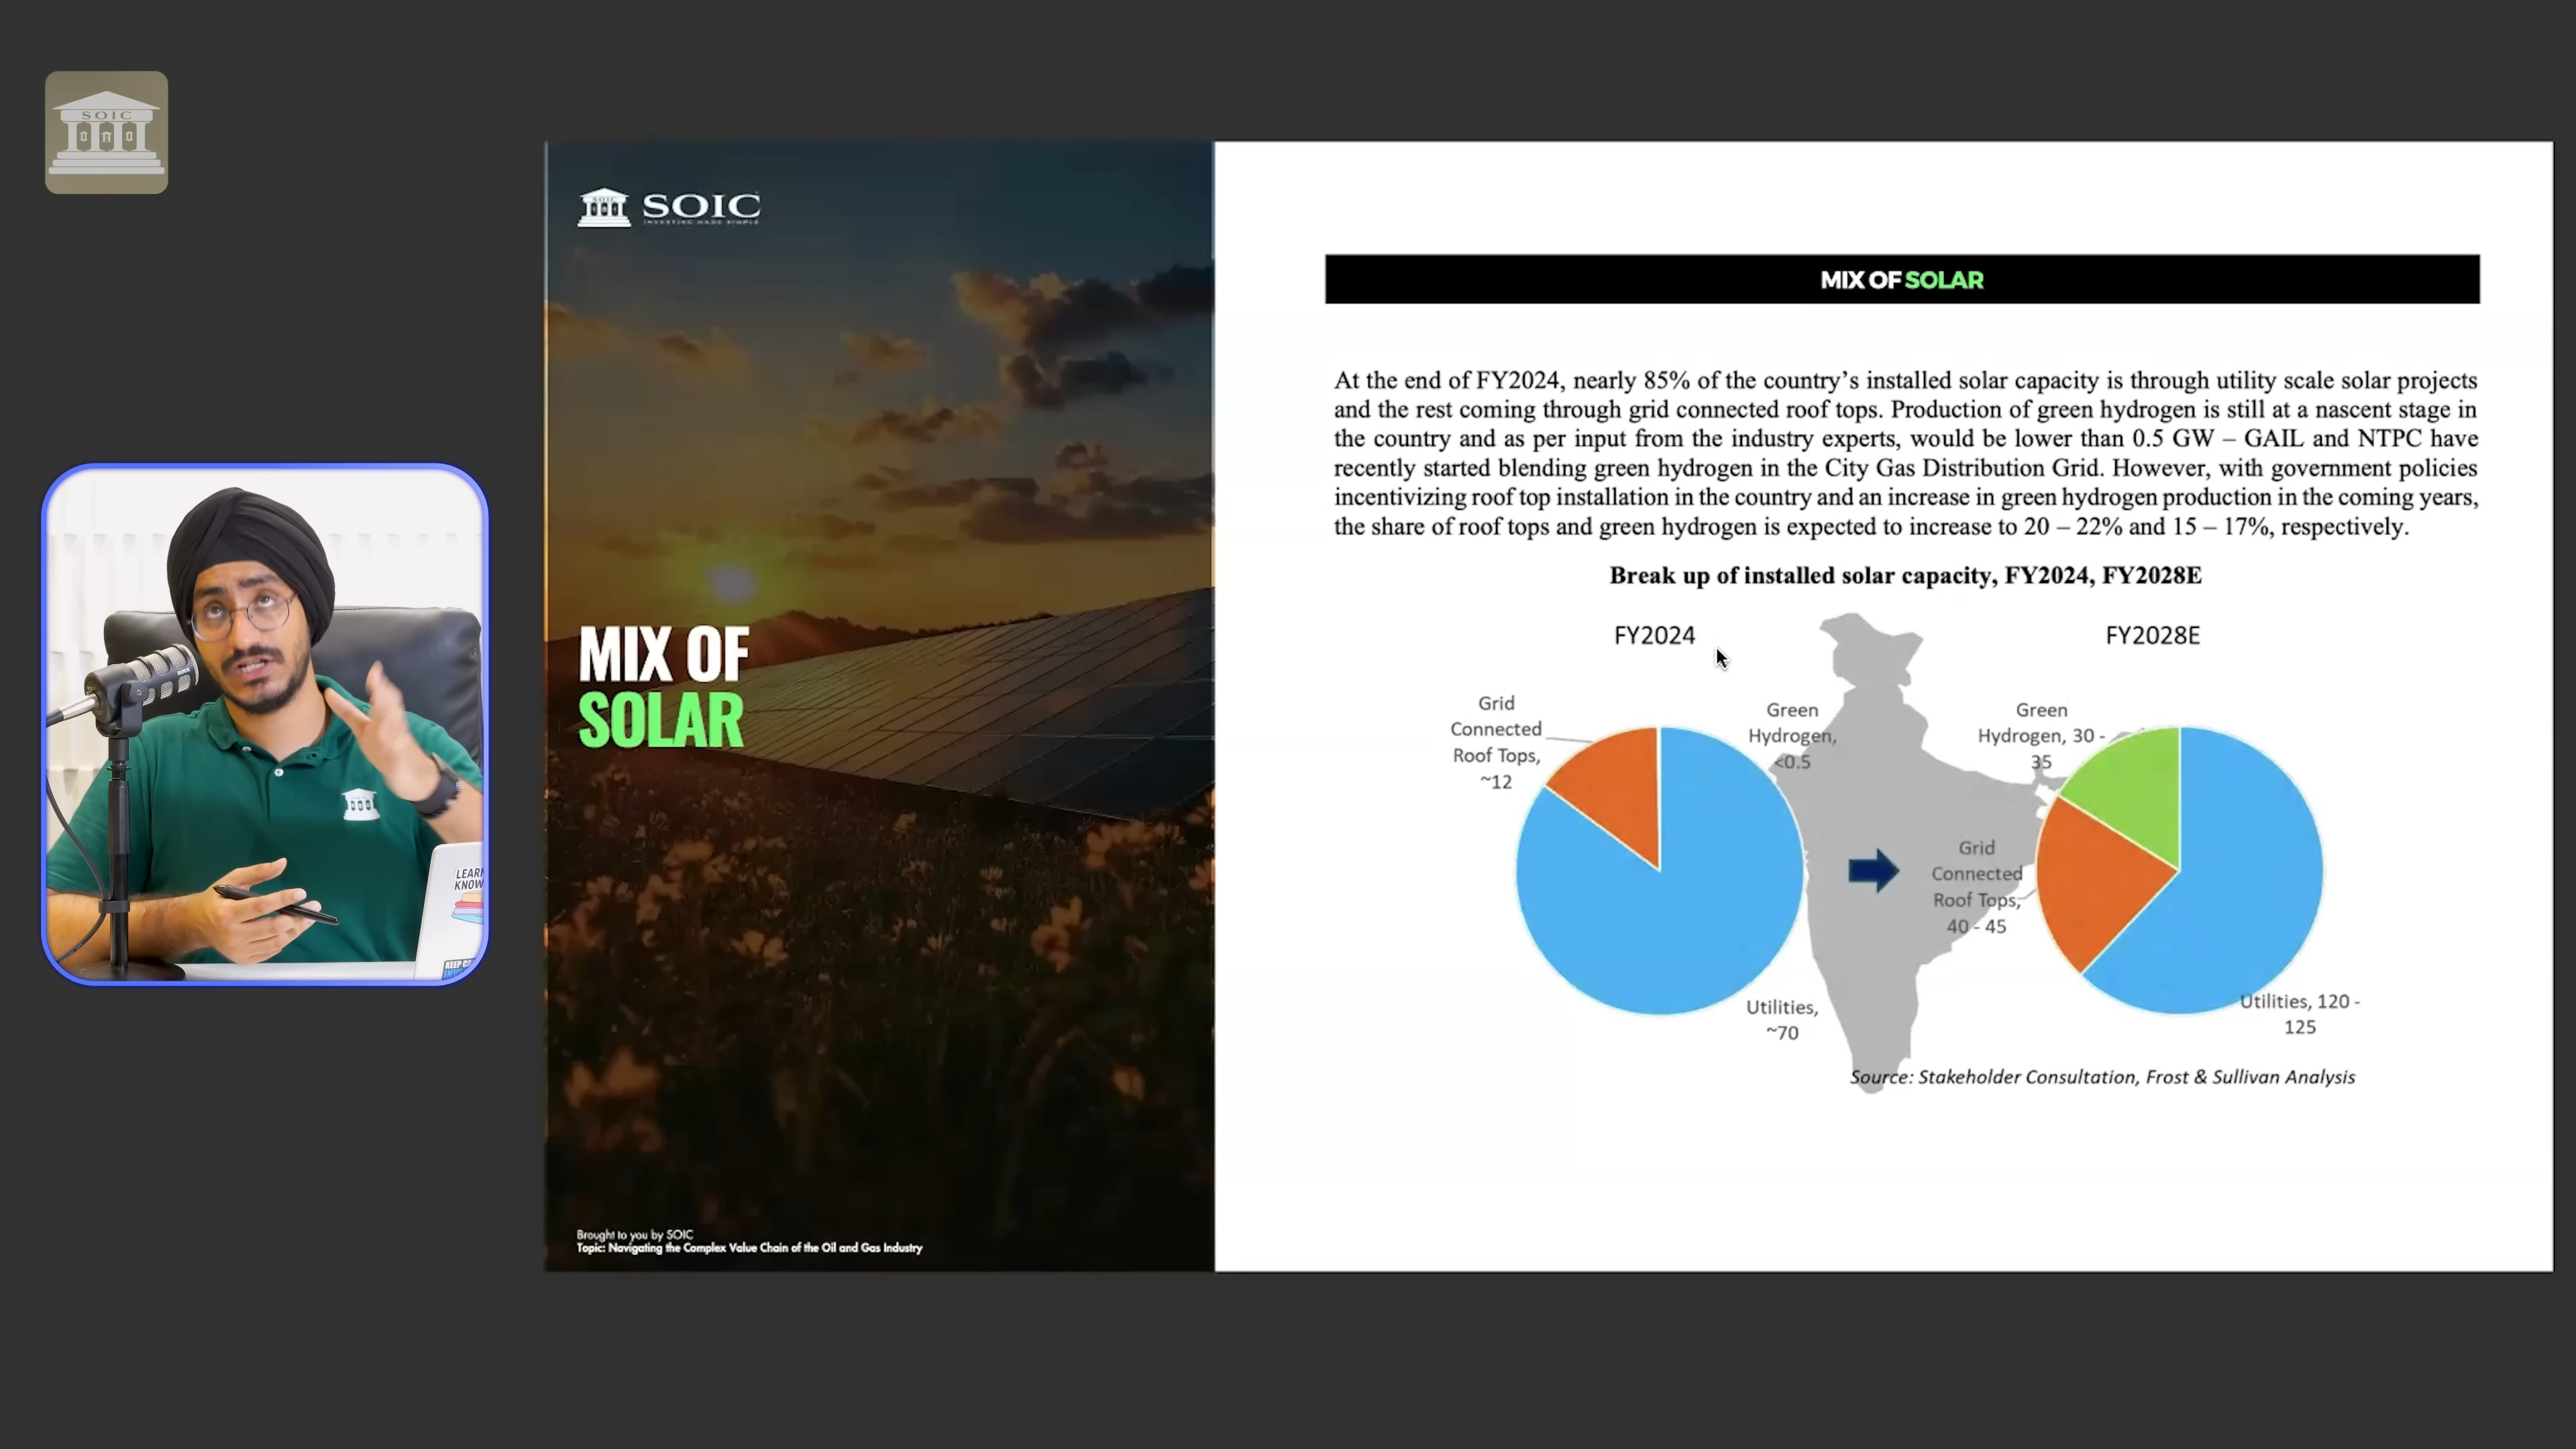 SOIC
SOIC
INVESTING MADE SIMPLE
MIX OF
SOLAR
Brought to you by SOIC
Topic: Navigating the Complex Value Chain of the Oil and Gas Industry
LEARN
KNOW
MIX OF SOLAR
At the end of FY2024, nearly 85% of the country’s installed solar capacity is through utility scale solar projects
and the rest coming through grid connected roof tops. Production of green hydrogen is still at a nascent stage in
the country and as per input from the industry experts, would be lower than 0.5 GW – GAIL and NTPC have
recently started blending green hydrogen in the City Gas Distribution Grid. However, with government policies
incentivizing roof top installation in the country and an increase in green hydrogen production in the coming years,
the share of roof tops and green hydrogen is expected to increase to 20 – 22% and 15 – 17%, respectively.
Break up of installed solar capacity, FY2024, FY2028E
FY2024
Grid
Connected
Roof Tops,
~12
Green
Hydrogen,
<0.5
Utilities,
~70
FY2028E
Green
Hydrogen, 30 -
35
Grid
Connected
Roof Tops,
40 - 45
Utilities, 120 -
125
Source: Stakeholder Consultation, Frost & Sullivan Analysis